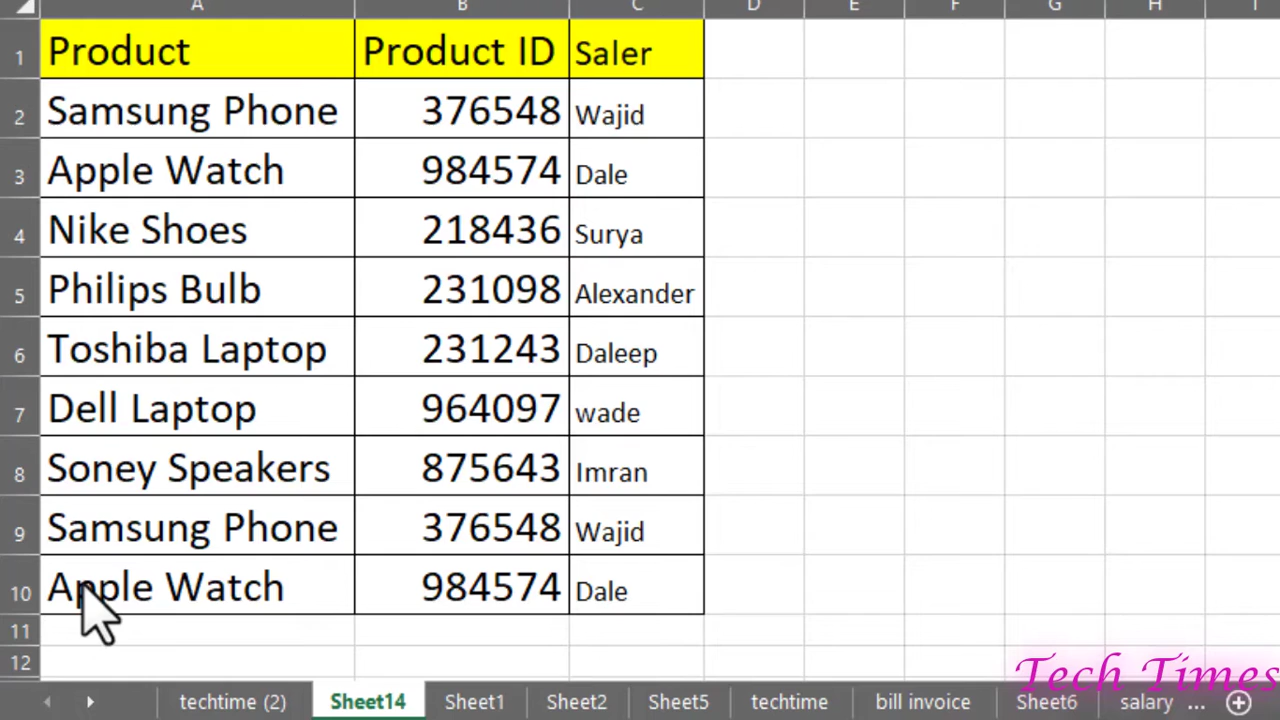 A B C D E F G H I
1 Product Product ID Saler
2 Samsung Phone 376548 Wajid
3 Apple Watch 984574 Dale
4 Nike Shoes 218436 Surya
5 Philips Bulb 231098 Alexander
6 Toshiba Laptop 231243 Daleep
7 Dell Laptop 964097 wade
8 Soney Speakers 875643 Imran
9 Samsung Phone 376548 Wajid
10 Apple Watch 984574 Dale
11
12
Tech Times
techtime (2) Sheet14 Sheet1 Sheet2 Sheet5 techtime bill invoice Sheet6 salary ...